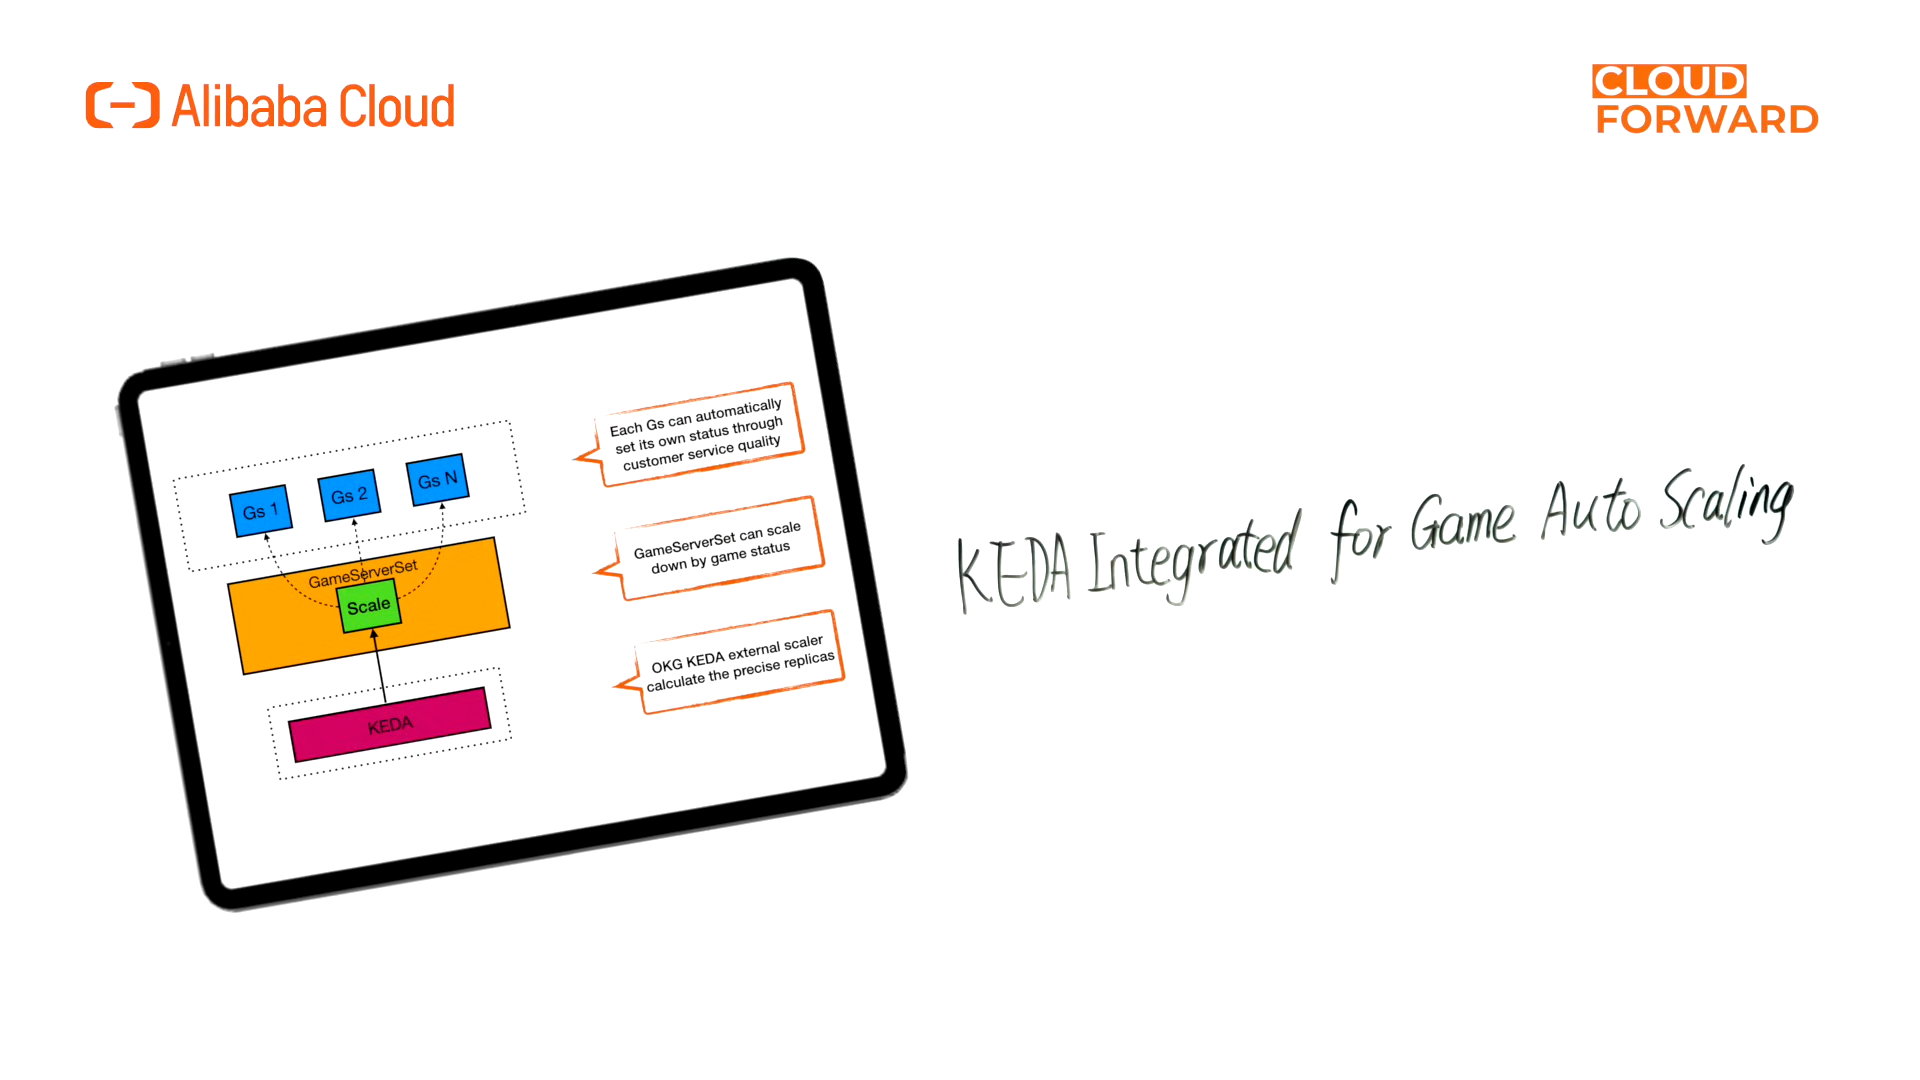 Alibaba Cloud
CLOUD
FORWARD
Each Gs can automatically
set its own status through
customer service quality
Gs 1
Gs 2
Gs N
GameServerSet can scale
down by game status
GameServerSet
Scale
OKG KEDA external scaler
calculate the precise replicas
KEDA
KEDA Integrated for Game Auto Scaling